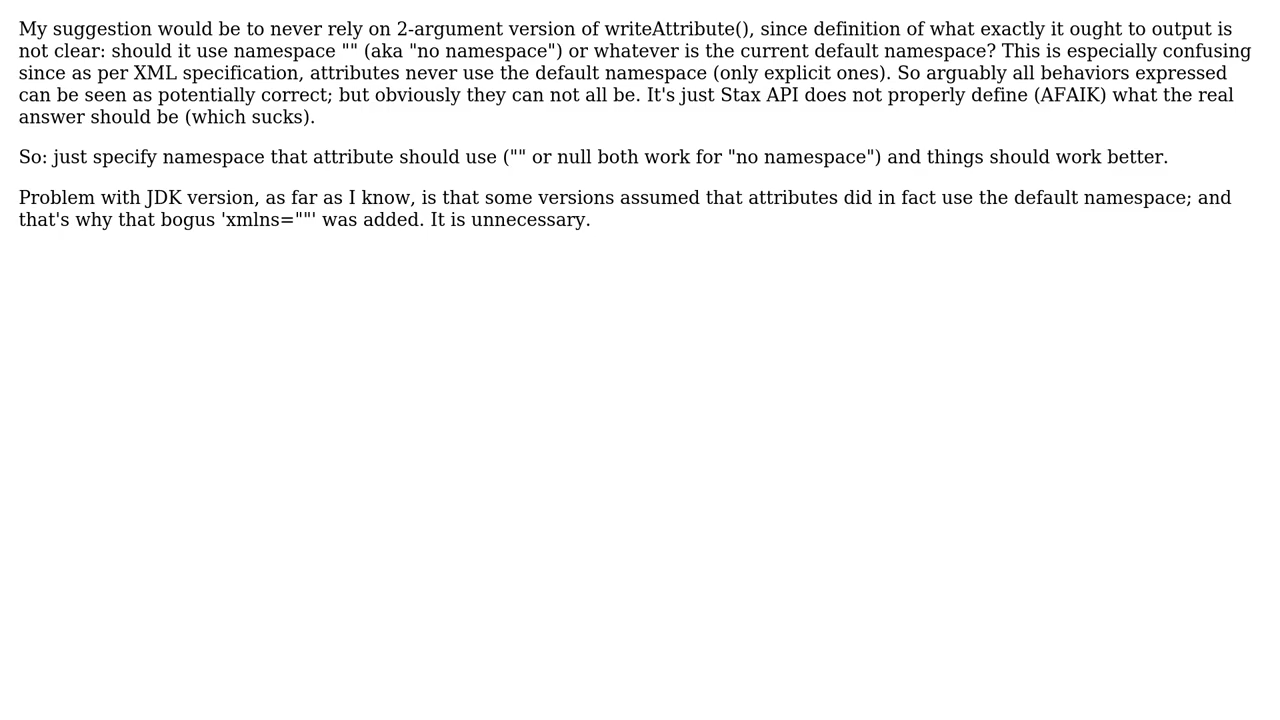 My suggestion would be to never rely on 2-argument version of writeAttribute(), since definition of what exactly it ought to output is
not clear: should it use namespace "" (aka "no namespace") or whatever is the current default namespace? This is especially confusing
since as per XML specification, attributes never use the default namespace (only explicit ones). So arguably all behaviors expressed
can be seen as potentially correct; but obviously they can not all be. It's just Stax API does not properly define (AFAIK) what the real
answer should be (which sucks).
So: just specify namespace that attribute should use ("" or null both work for "no namespace") and things should work better.
Problem with JDK version, as far as I know, is that some versions assumed that attributes did in fact use the default namespace; and
that's why that bogus 'xmlns=""' was added. It is unnecessary.